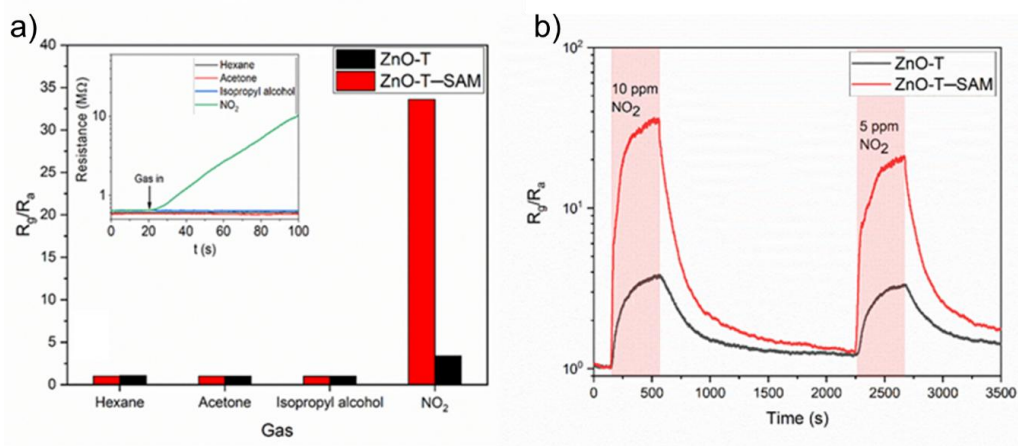 a)
40
35
30
25
20
15
10
5
0
Rg/Ra
ZnO-T
ZnO-T—SAM
Hexane
Acetone
Isopropyl alcohol
NO2
Resistance (MΩ)
10
1
Gas in
0 20 40 60 80 100
t (s)
Hexane Acetone Isopropyl alcohol NO2
Gas
b)
10²
10¹
10⁰
Rg/Ra
ZnO-T
ZnO-T—SAM
10 ppm
NO2
5 ppm
NO2
0 500 1000 1500 2000 2500 3000 3500
Time (s)